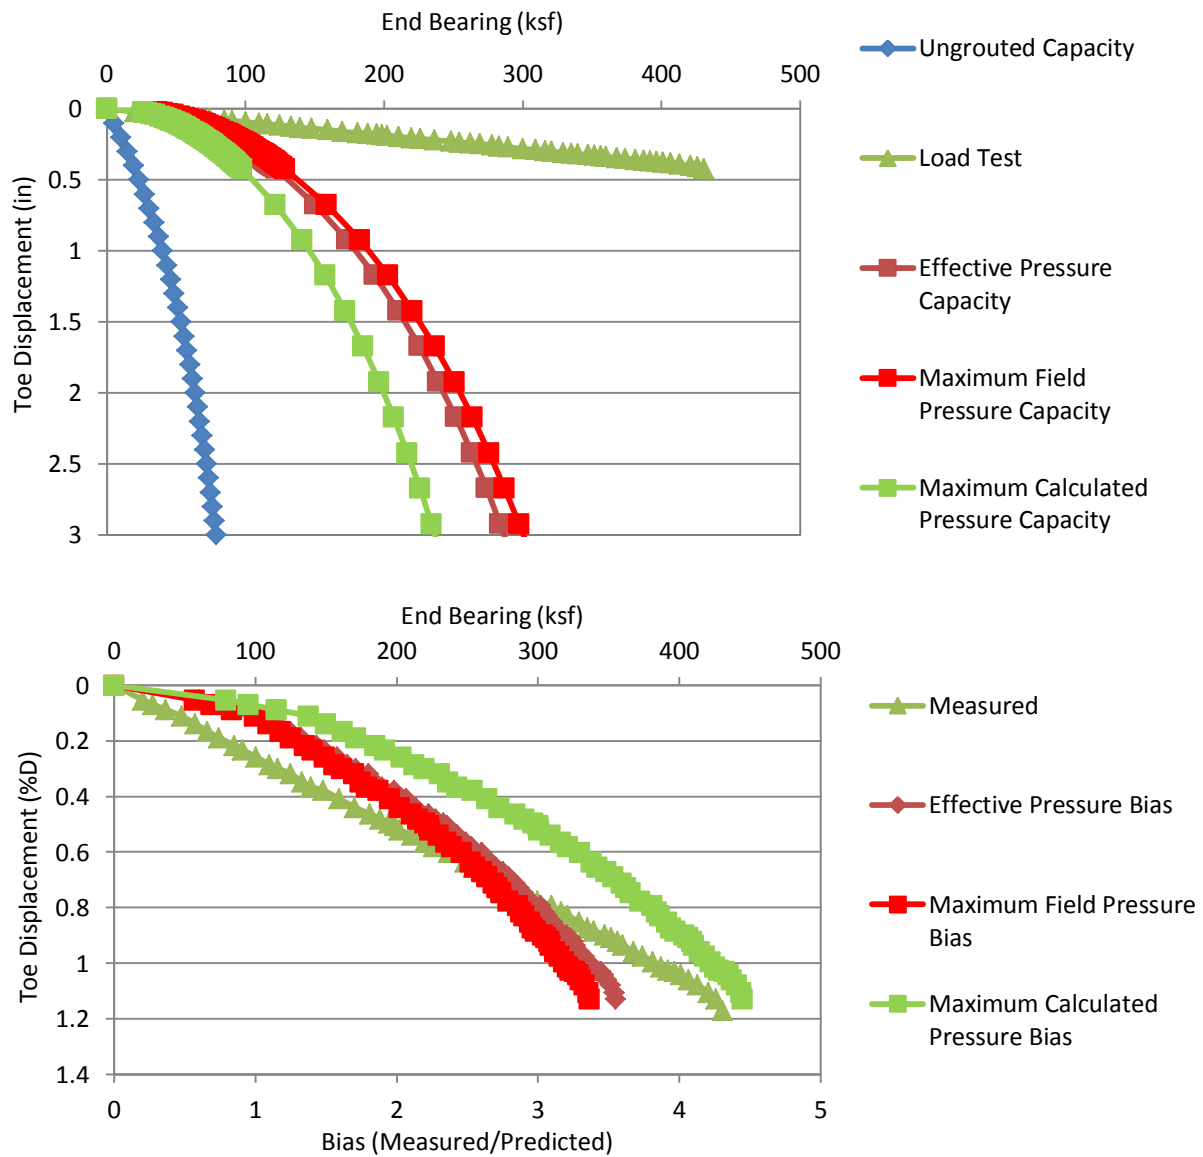 End Bearing (ksf)
0 100 200 300 400 500
0
0.5
1
1.5
2
2.5
3
Toe Displacement (in)
Ungrouted Capacity
Load Test
Effective Pressure
Capacity
Maximum Field
Pressure Capacity
Maximum Calculated
Pressure Capacity
End Bearing (ksf)
0 100 200 300 400 500
0
0.2
0.4
0.6
0.8
1
1.2
1.4
Toe Displacement (%D)
0 1 2 3 4 5
Bias (Measured/Predicted)
Measured
Effective Pressure Bias
Maximum Field Pressure
Bias
Maximum Calculated
Pressure Bias